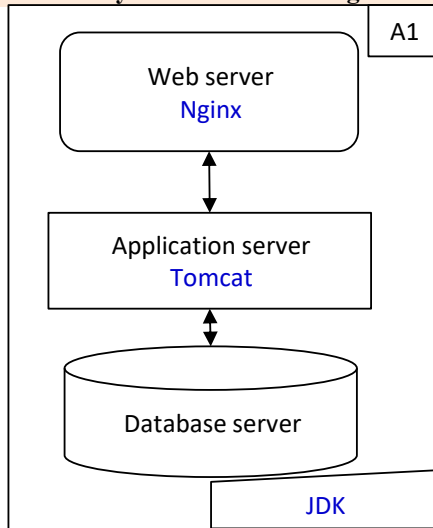 A1
Web server
Nginx
Application server
Tomcat
Database server
JDK